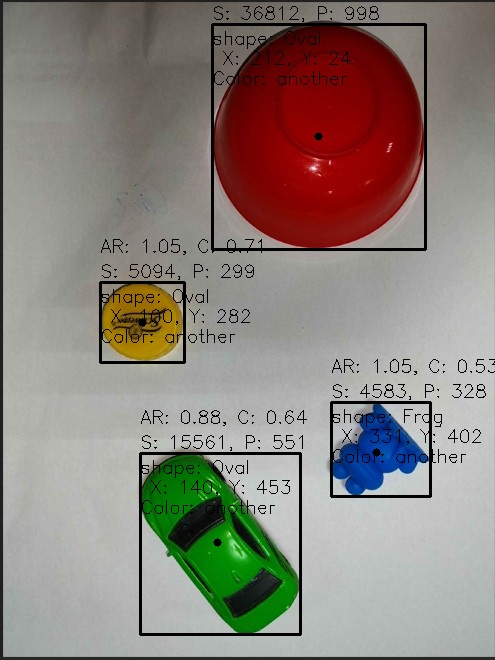 S: 36812, P: 998
shape: Oval
X: 212, Y: 24
Color: another
AR: 1.05, C: 0.71
S: 5094, P: 299
shape: Oval
X: 100, Y: 282
Color: another
AR: 1.05, C: 0.53
S: 4583, P: 328
shape: Frog
X: 331, Y: 402
Color: another
AR: 0.88, C: 0.64
S: 15561, P: 551
shape: Oval
X: 140, Y: 453
Color: another